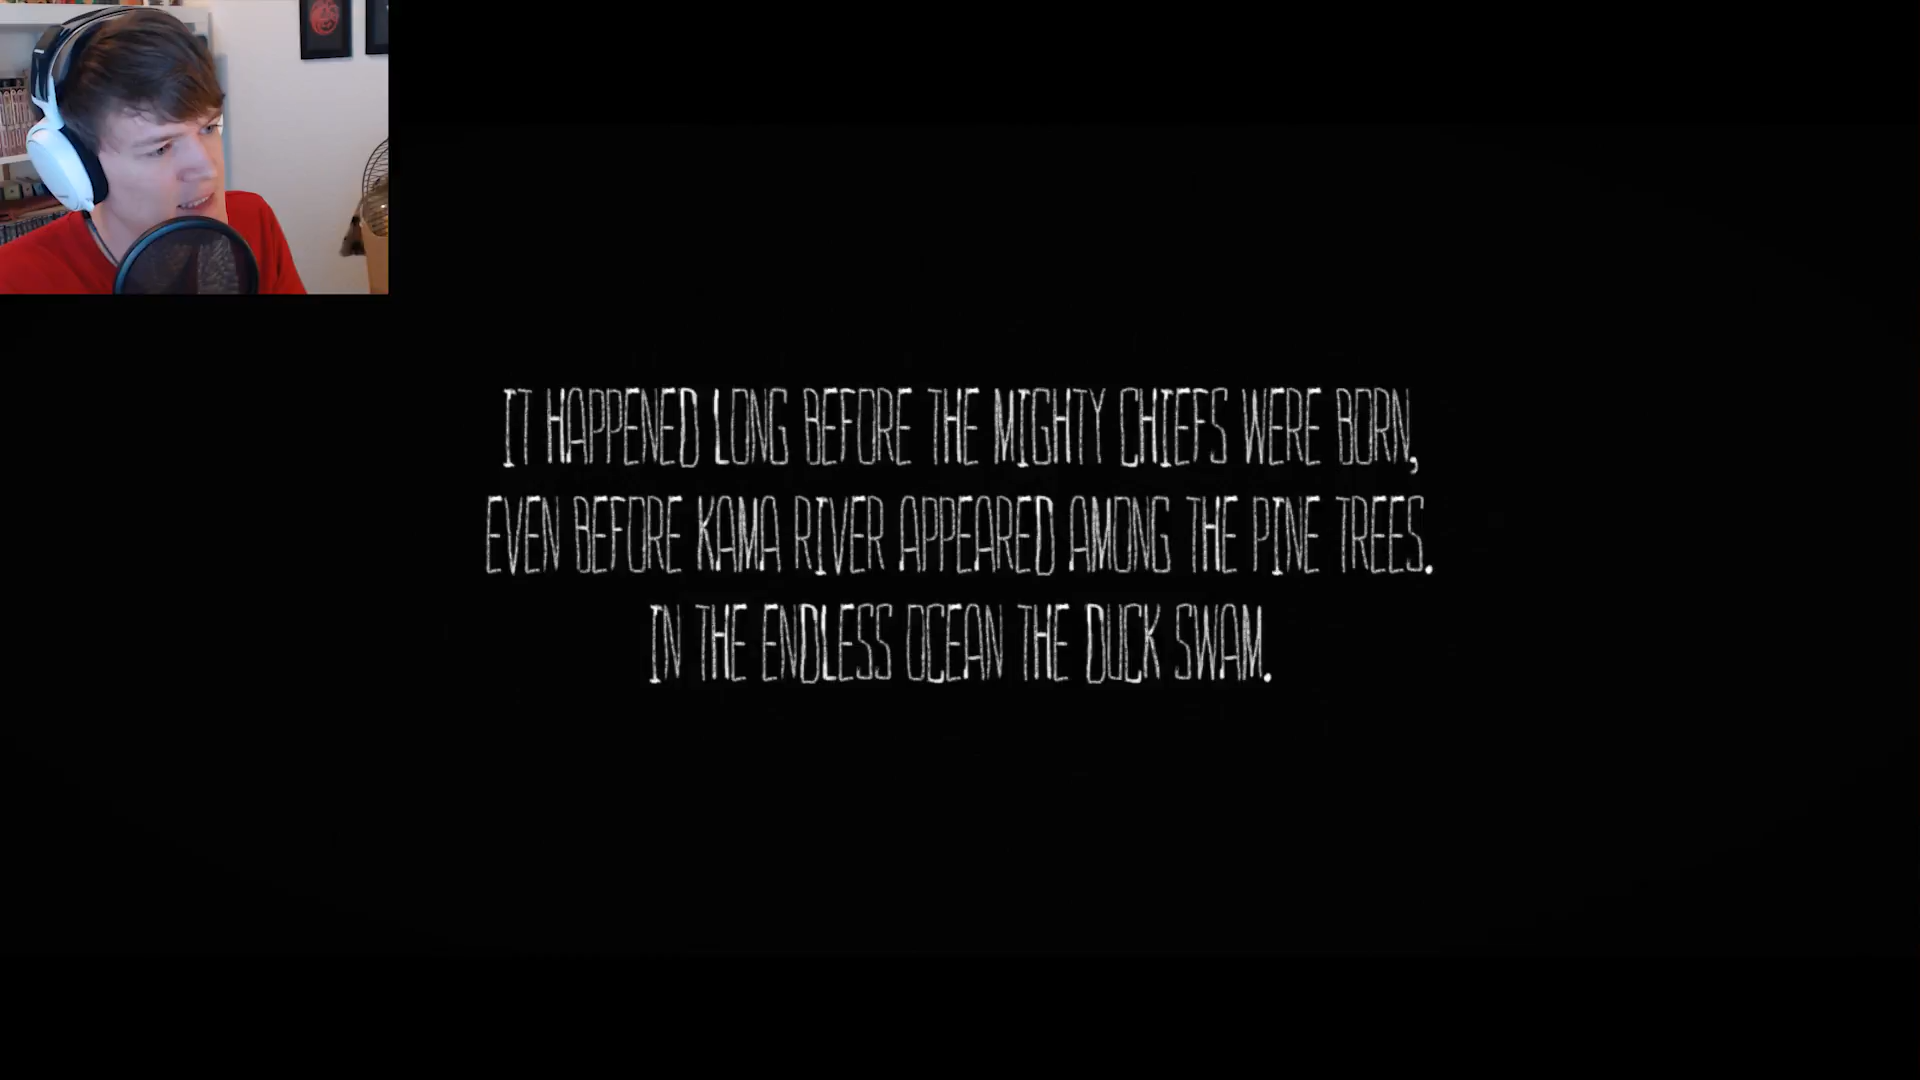 IT HAPPENED LONG BEFORE THE MIGHTY CHIEFS WERE BORN,
EVEN BEFORE KAMA RIVER APPEARED AMONG THE PINE TREES.
IN THE ENDLESS OCEAN THE DUCK SWAM.